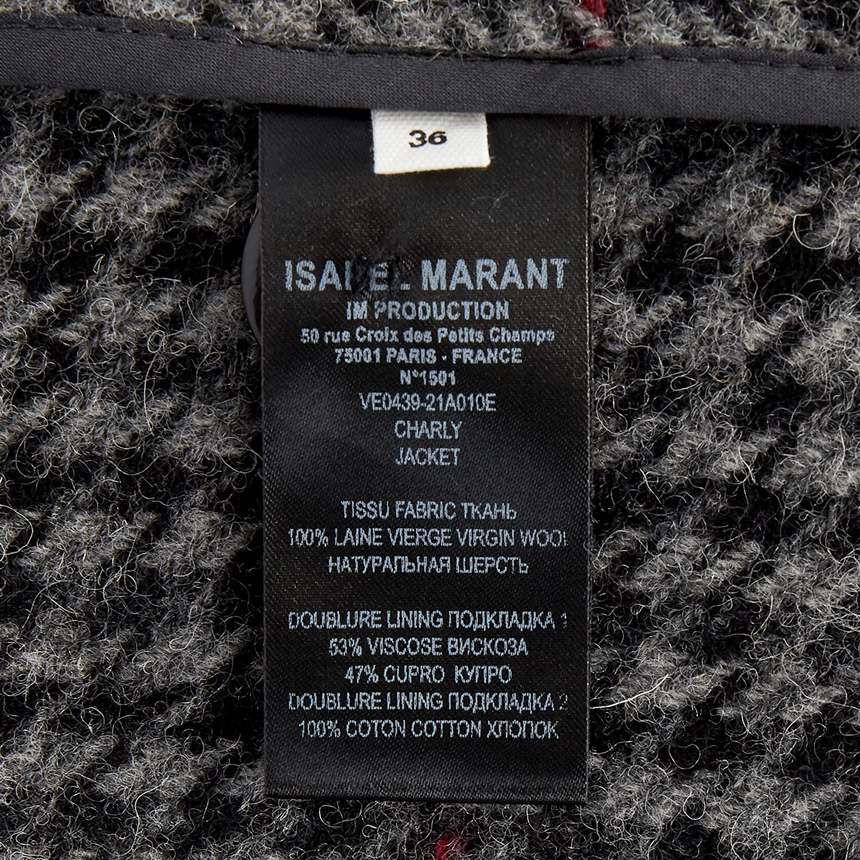 36
ISABEL MARANT
IM PRODUCTION
50 rue Croix des Petits Champs
75001 PARIS - FRANCE
N°1501
VE0439-21A010E
CHARLY
JACKET
TISSU FABRIC ТКАНЬ
100% LAINE VIERGE VIRGIN WOOL
НАТУРАЛЬНАЯ ШЕРСТЬ
DOUBLURE LINING ПОДКЛАДКА 1
53% VISCOSE ВИСКОЗА
47% CUPRO КУПРО
DOUBLURE LINING ПОДКЛАДКА 2
100% COTON COTTON ХЛОПОК